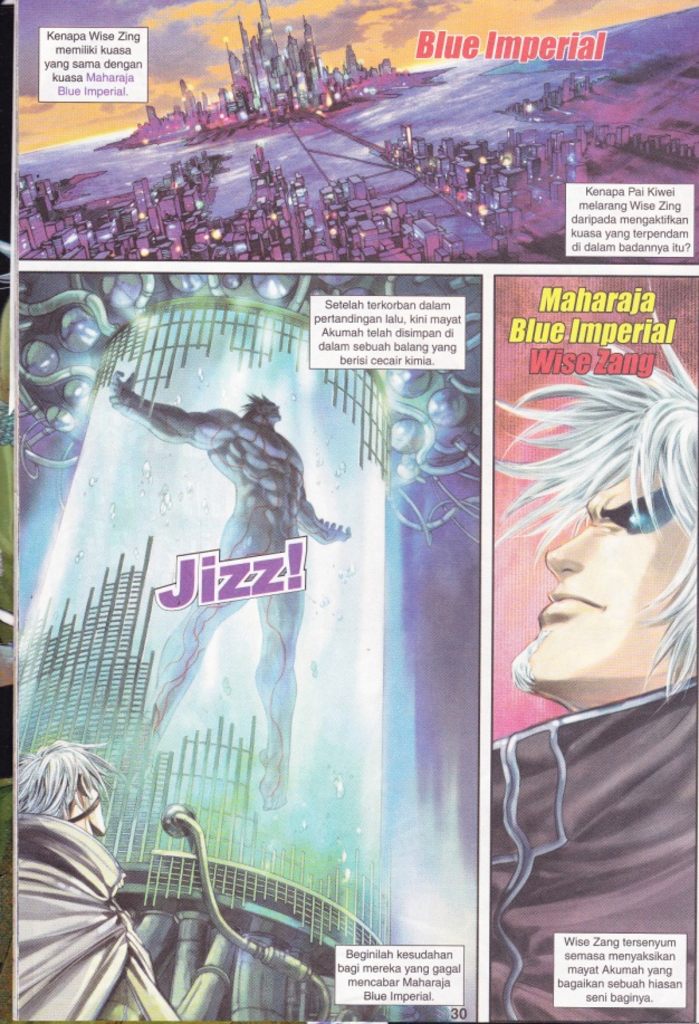 Kenapa Wise Zing
memiliki kuasa
yang sama dengan
kuasa Maharaja
Blue Imperial.
Blue Imperial
Kenapa Pai Kiwei
melarang Wise Zing
daripada mengaktifkan
kuasa yang terpendam
di dalam badannya itu?
Setelah terkorban dalam
pertandingan lalu, kini mayat
Akumah telah disimpan di
dalam sebuah balang yang
berisi cecair kimia.
Jizz!
Beginilah kesudahan
bagi mereka yang gagal
mencabar Maharaja
Blue Imperial.
30
Maharaja
Blue Imperial
Wise Zang
Wise Zang tersenyum
semasa menyaksikan
mayat Akumah yang
bagaikan sebuah hiasan
seni baginya.